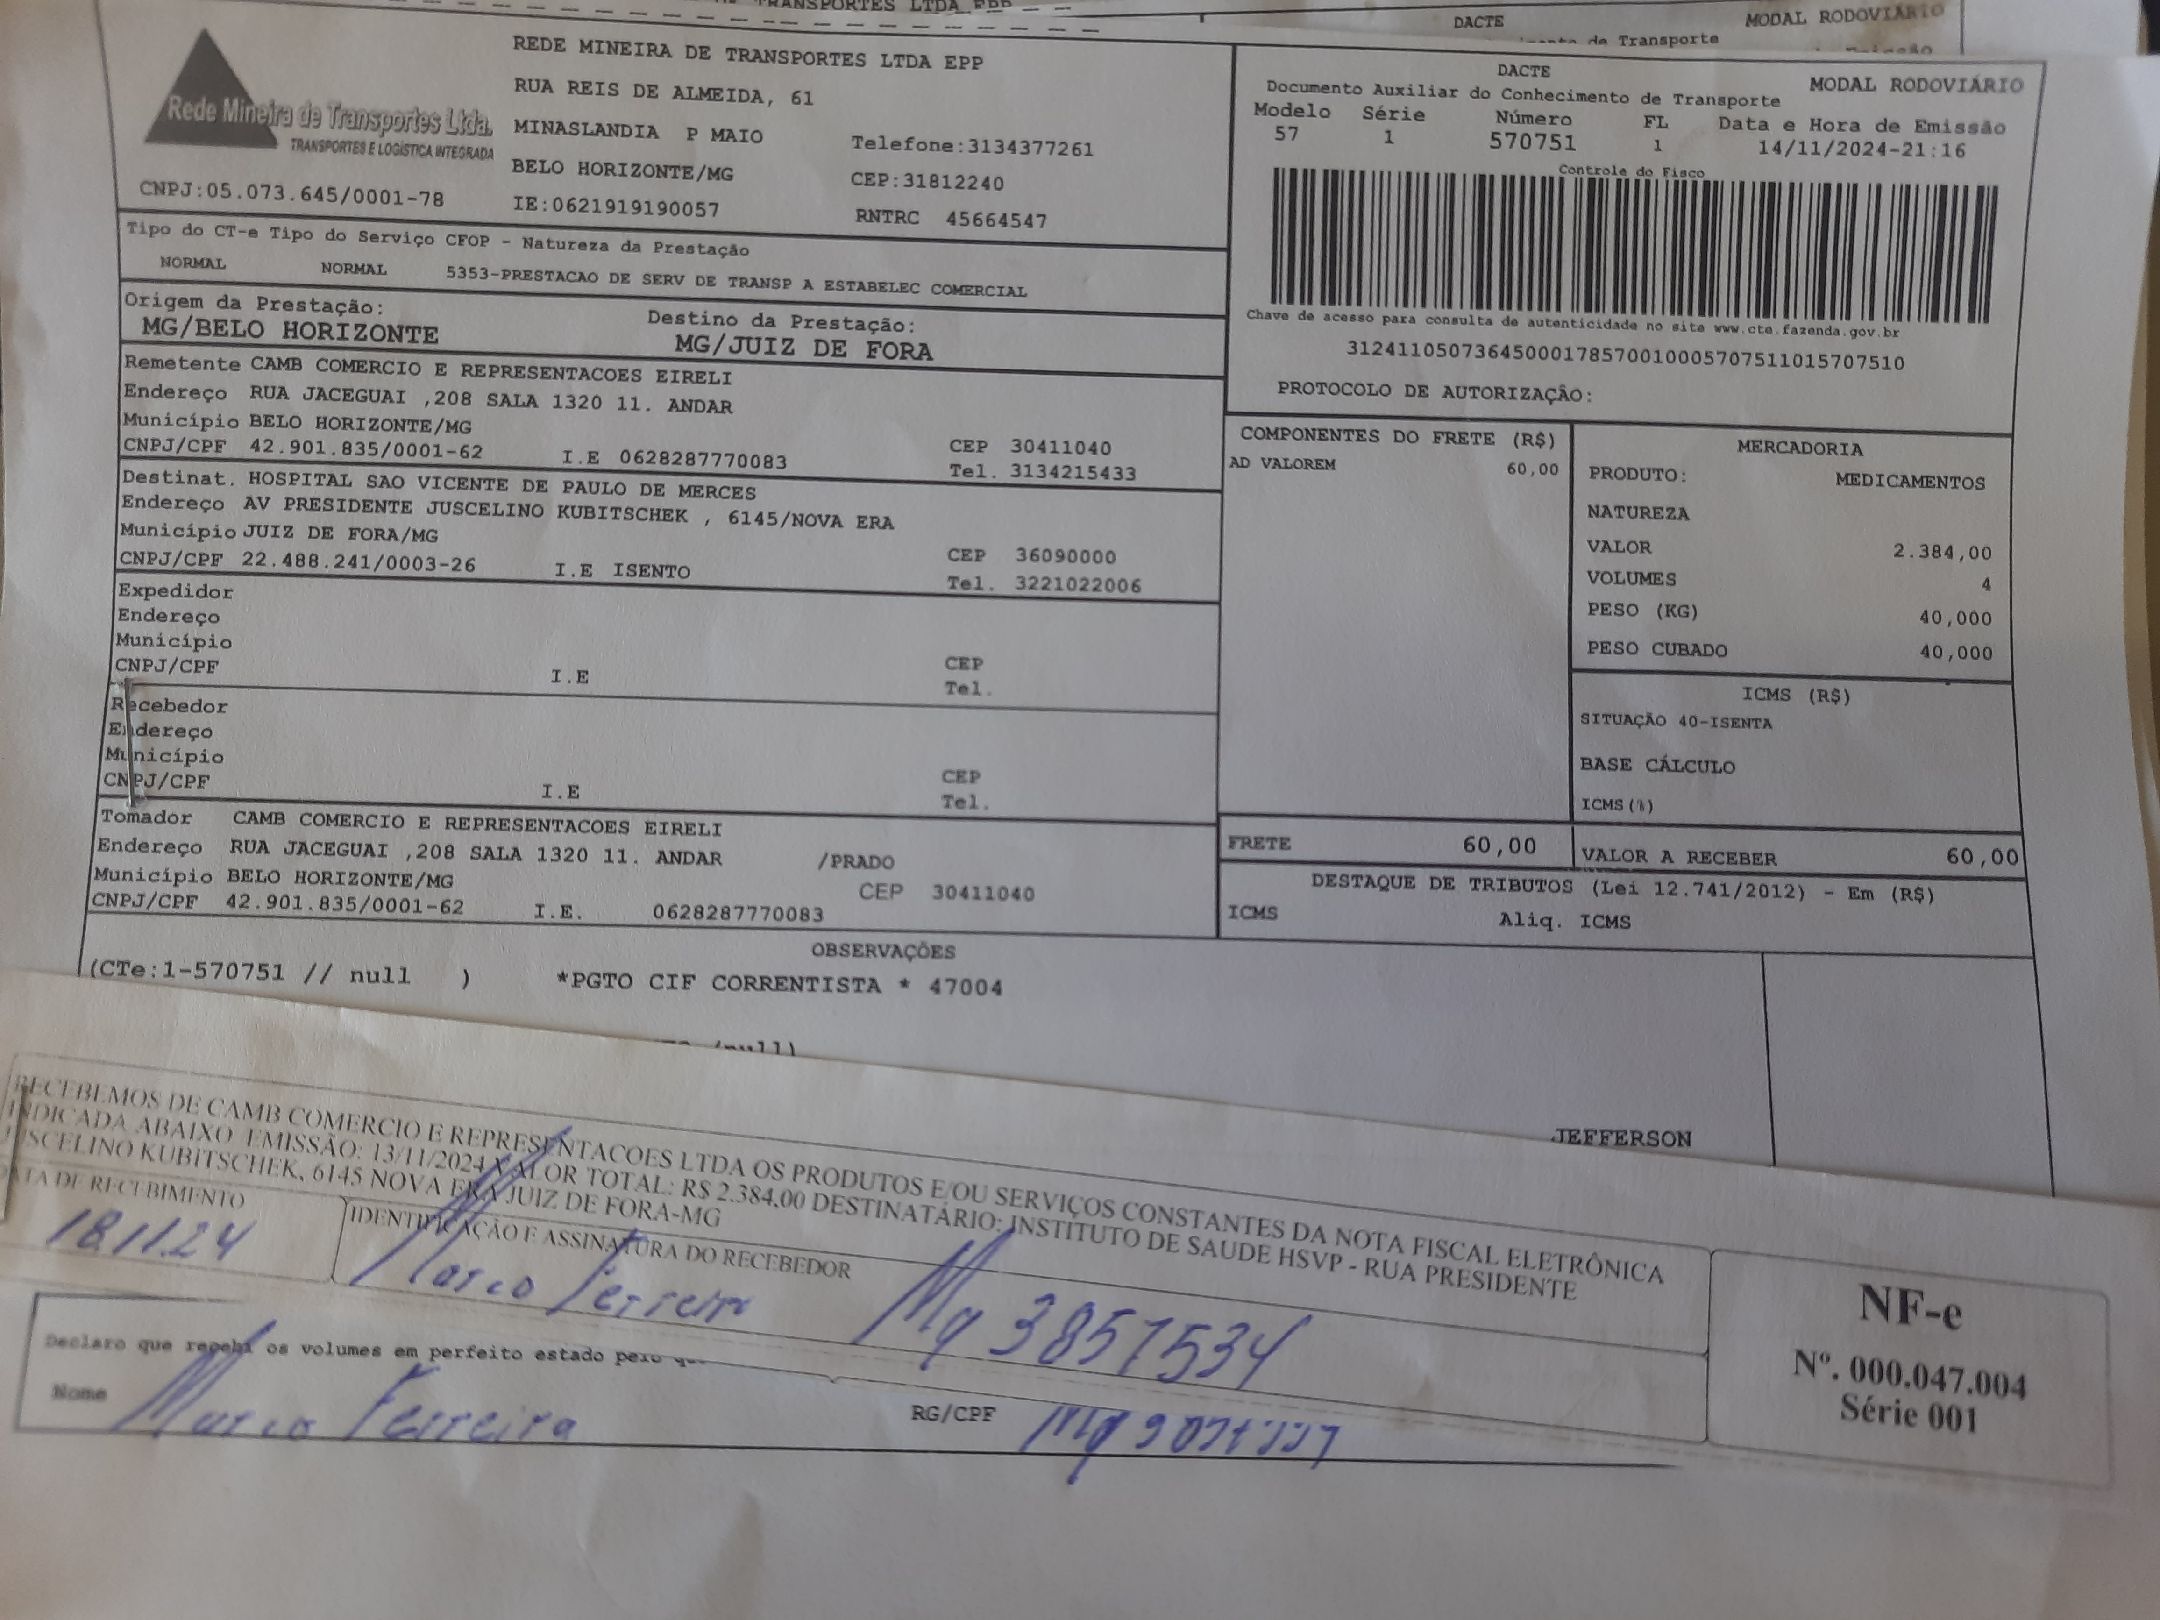 TRANSPORTES LTDA EPP
DACTE
MODAL RODOVIÁRIO
de Transporte
Rede Mineira de Transportes Ltda.
TRANSPORTES E LOGÍSTICA INTEGRADA
CNPJ:05.073.645/0001-78
REDE MINEIRA DE TRANSPORTES LTDA EPP
RUA REIS DE ALMEIDA, 61
MINASLANDIA P MAIO Telefone:3134377261
BELO HORIZONTE/MG CEP:31812240
IE:0621919190057 RNTRC 45664547
DACTE MODAL RODOVIÁRIO
Documento Auxiliar do Conhecimento de Transporte
Modelo Série Número FL Data e Hora de Emissão
57 1 570751 1 14/11/2024-21:16
Controle do Fisco
Chave de acesso para consulta de autenticidade no site www.cte.fazenda.gov.br
31241105073645000178570010005707511015707510
PROTOCOLO DE AUTORIZAÇÃO:
Tipo do CT-e Tipo do Serviço CFOP - Natureza da Prestação
NORMAL NORMAL 5353-PRESTACAO DE SERV DE TRANSP A ESTABELEC COMERCIAL
Origem da Prestação: Destino da Prestação:
MG/BELO HORIZONTE MG/JUIZ DE FORA
Remetente CAMB COMERCIO E REPRESENTACOES EIRELI
Endereço RUA JACEGUAI ,208 SALA 1320 11. ANDAR
Município BELO HORIZONTE/MG CEP 30411040
CNPJ/CPF 42.901.835/0001-62 I.E 0628287770083 Tel. 3134215433
Destinat. HOSPITAL SAO VICENTE DE PAULO DE MERCES
Endereço AV PRESIDENTE JUSCELINO KUBITSCHEK , 6145/NOVA ERA
Município JUIZ DE FORA/MG CEP 36090000
CNPJ/CPF 22.488.241/0003-26 I.E ISENTO Tel. 3221022006
Expedidor
Endereço
Município CEP
CNPJ/CPF I.E Tel.
Recebedor
Endereço
Município CEP
CNPJ/CPF I.E Tel.
Tomador CAMB COMERCIO E REPRESENTACOES EIRELI
Endereço RUA JACEGUAI ,208 SALA 1320 11. ANDAR /PRADO
Município BELO HORIZONTE/MG CEP 30411040
CNPJ/CPF 42.901.835/0001-62 I.E. 0628287770083
COMPONENTES DO FRETE (R$)
AD VALOREM 60,00
MERCADORIA
PRODUTO: MEDICAMENTOS
NATUREZA
VALOR 2.384,00
VOLUMES 4
PESO (KG) 40,000
PESO CUBADO 40,000
ICMS (R$)
SITUAÇÃO 40-ISENTA
BASE CÁLCULO
ICMS(%)
FRETE 60,00 VALOR A RECEBER 60,00
DESTAQUE DE TRIBUTOS (Lei 12.741/2012) - Em (R$)
ICMS Aliq. ICMS
OBSERVAÇÕES
(CTe:1-570751 // null ) *PGTO CIF CORRENTISTA * 47004
JEFFERSON
RECEBEMOS DE CAMB COMERCIO E REPRESENTACOES LTDA OS PRODUTOS E/OU SERVIÇOS CONSTANTES DA NOTA FISCAL ELETRÔNICA
INDICADA ABAIXO. EMISSÃO: 13/11/2024 VALOR TOTAL: R$ 2.384,00 DESTINATÁRIO: INSTITUTO DE SAUDE HSVP - RUA PRESIDENTE
JUSCELINO KUBITSCHEK, 6145 NOVA ERA JUIZ DE FORA-MG
DATA DE RECEBIMENTO IDENTIFICAÇÃO E ASSINATURA DO RECEBEDOR
18.11.24 Marco Ferreira Mg 3857534
NF-e
Nº. 000.047.004
Série 001
Declaro que recebi os volumes em perfeito estado pelo
Nome Marco Ferreira RG/CPF